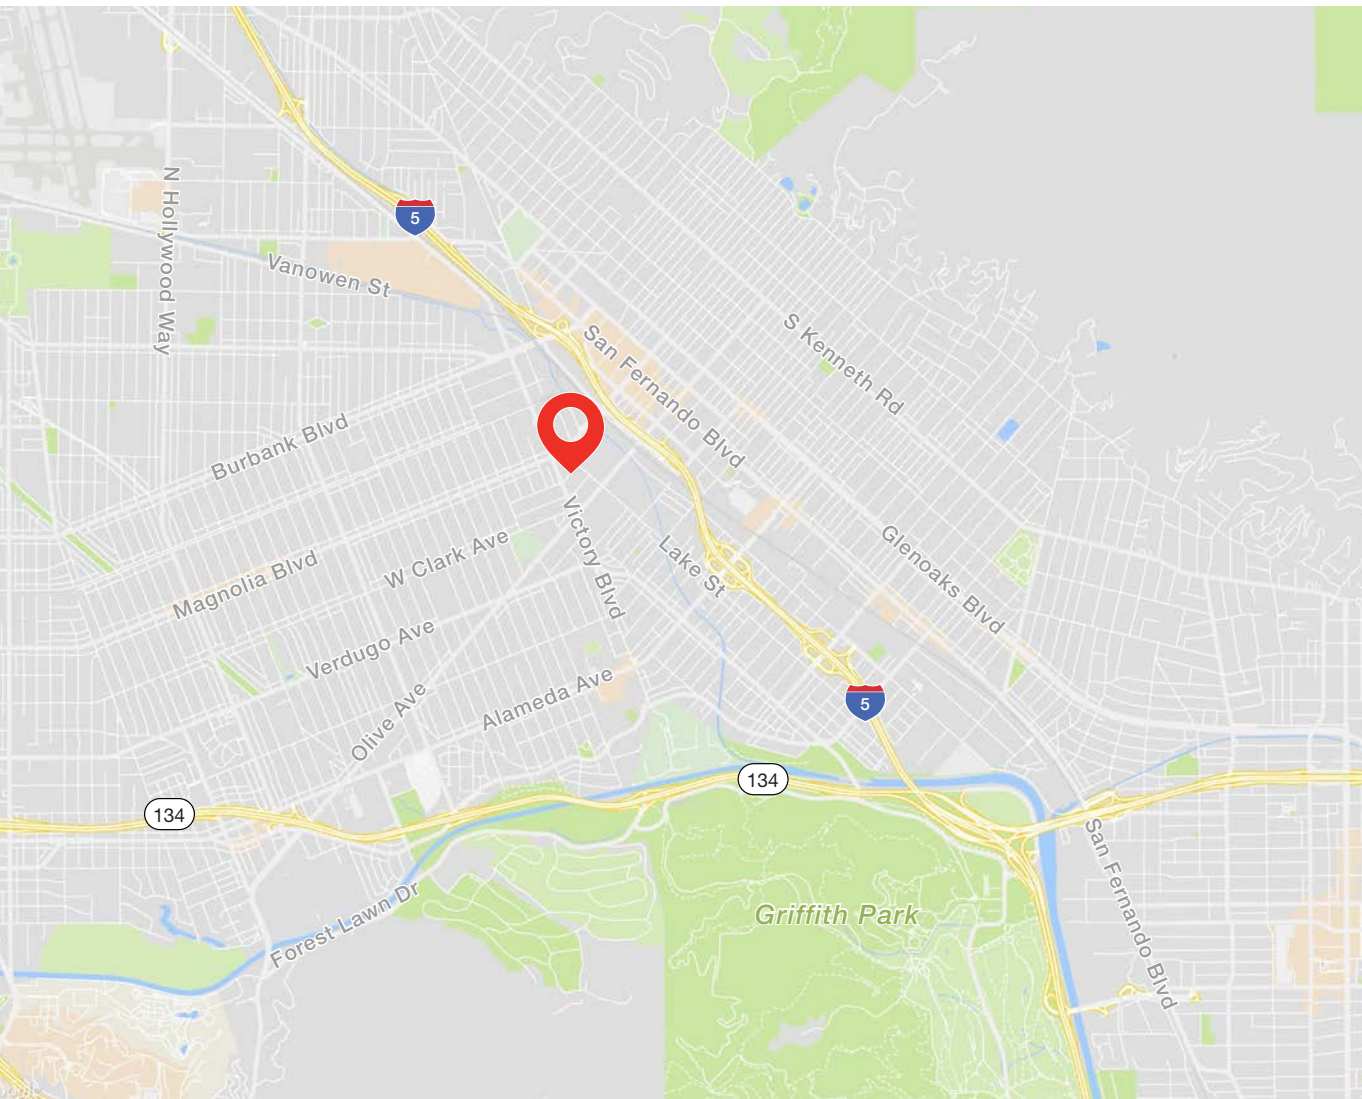 N Hollywood Way
5
Vanowen St
San Fernando Blvd
S Kenneth Rd
Burbank Blvd
Victory Blvd
W Clark Ave
Lake St
Glenoaks Blvd
Magnolia Blvd
Verdugo Ave
Olive Ave
Alameda Ave
5
134
134
San Fernando Blvd
Griffith Park
Forest Lawn Dr